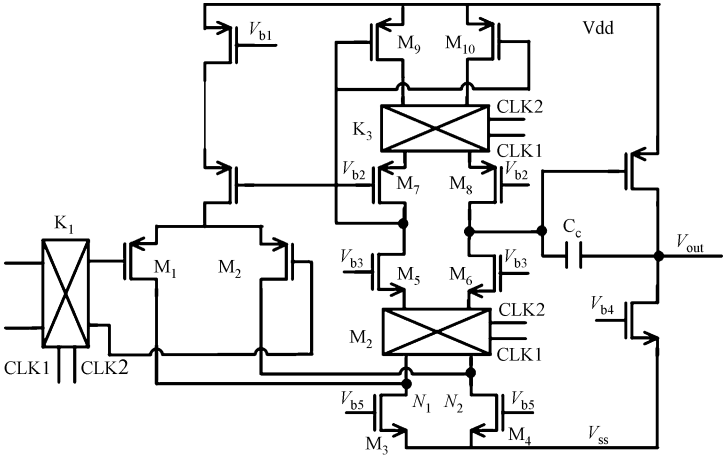 Vdd
Vb1
M9
M10
CLK2
K3
CLK1
Vb2
M7
M8
Vb2
K1
M1
M2
Cc
Vout
Vb3
M5
M6
Vb3
CLK2
M2
CLK1
Vb4
CLK1
CLK2
Vb5
N1
N2
Vb5
M3
M4
Vss